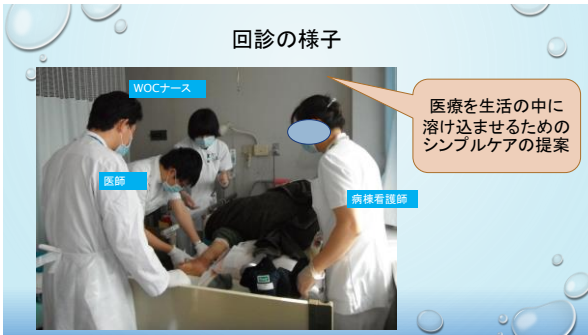 回診の様子
WOCナース
医師
病棟看護師
医療を生活の中に
溶け込ませるための
シンプルケアの提案